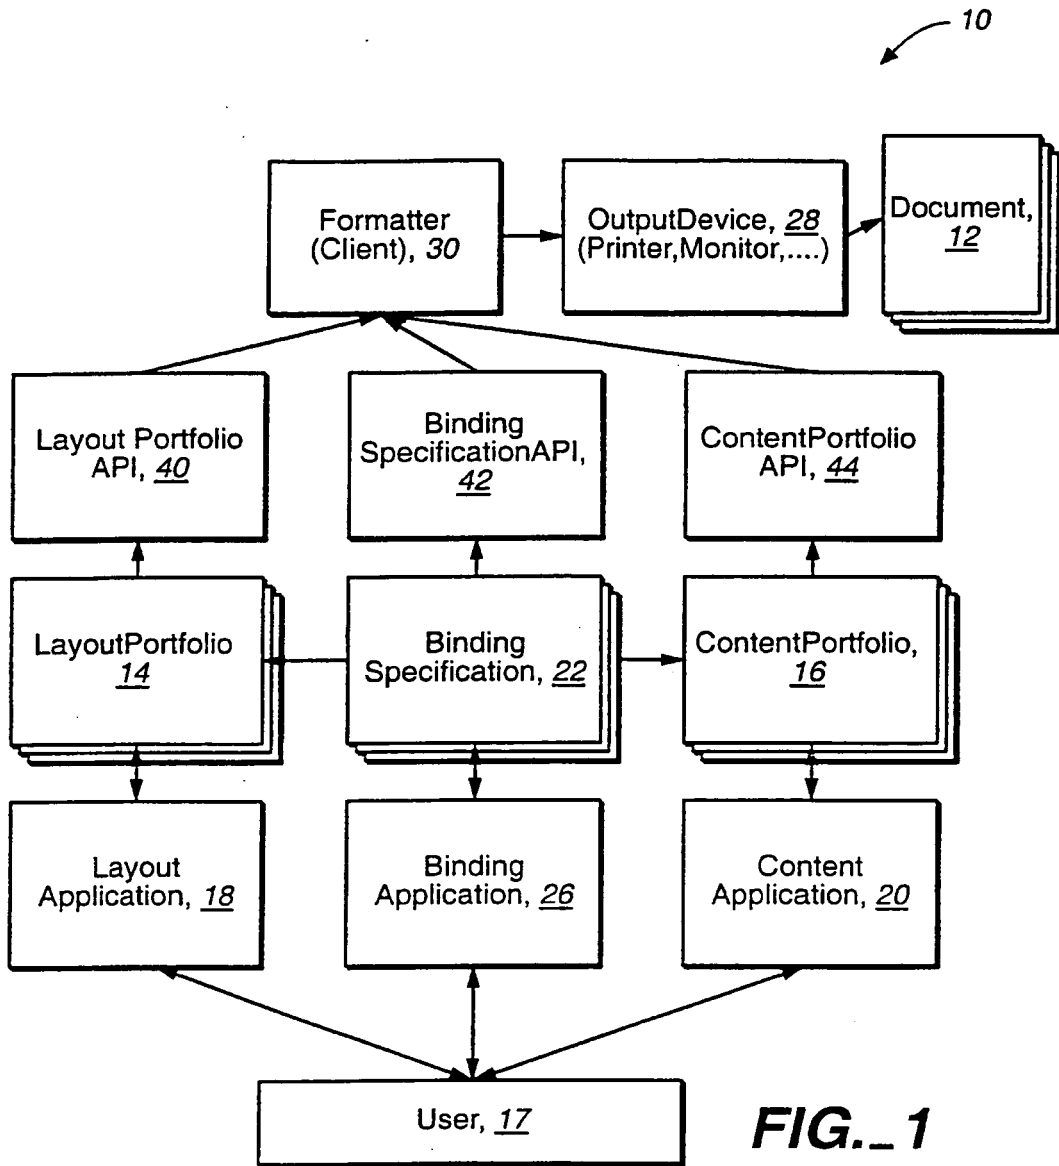 10
Formatter
(Client), 30
OutputDevice, 28
(Printer,Monitor,....)
Document,
12
Layout Portfolio
API, 40
Binding
SpecificationAPI,
42
ContentPortfolio
API, 44
LayoutPortfolio
14
Binding
Specification, 22
ContentPortfolio,
16
Layout
Application, 18
Binding
Application, 26
Content
Application, 20
User, 17
FIG._1